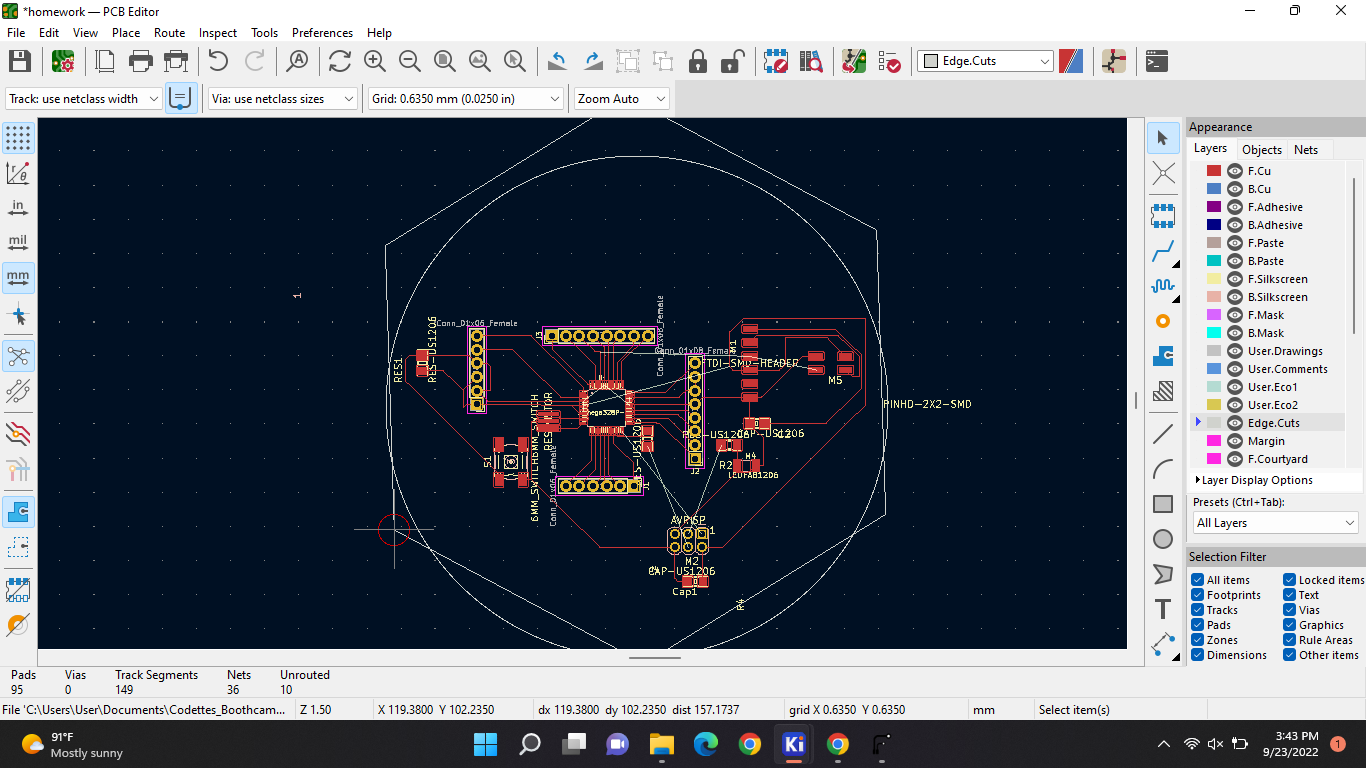 *homework — PCB Editor
File Edit View Place Route Inspect Tools Preferences Help
Edge.Cuts
Track: use netclass width
Via: use netclass sizes
Grid: 0.6350 mm (0.0250 in)
Zoom Auto
in
mil
mm
1
Conn_01x06_Female
RES-US1206
RES1
J3
Conn_01x08_Female
Conn_01x08_Female
M1
FTDI-SMD-HEADER
M5
PINHD-2X2-SMD
mega328P-
6MM_SWITCH6MM_SWITCH
RESONATOR
S1
Conn_01x06_Female
J1
J2
CAP-US1206
R2
M4
LEDFAB1206
AVRISP
1
M2
CAP-US1206
Cap1
R4
Appearance
Layers Objects Nets
F.Cu
B.Cu
F.Adhesive
B.Adhesive
F.Paste
B.Paste
F.Silkscreen
B.Silkscreen
F.Mask
B.Mask
User.Drawings
User.Comments
User.Eco1
User.Eco2
Edge.Cuts
Margin
F.Courtyard
Layer Display Options
Presets (Ctrl+Tab):
All Layers
Selection Filter
All items Locked items
Footprints Text
Tracks Vias
Pads Graphics
Zones Rule Areas
Dimensions Other items
Pads Vias Track Segments Nets Unrouted
95 0 149 36 10
File 'C:\Users\User\Documents\Codettes_Boothcam... Z 1.50 X 119.3800 Y 102.2350 dx 119.3800 dy 102.2350 dist 157.1737 grid X 0.6350 Y 0.6350 mm Select item(s)
91°F
Mostly sunny
Ki
3:43 PM
9/23/2022
1